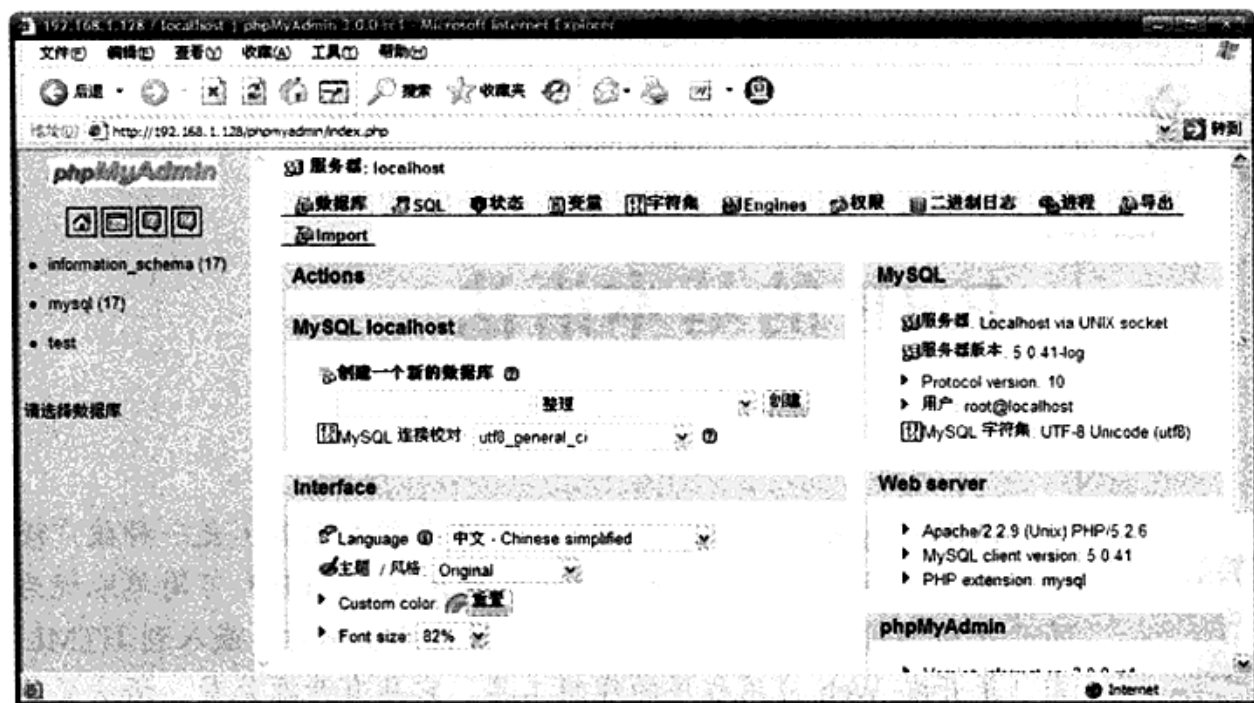 192.168.1.128 / localhost | phpMyAdmin 3.0.0-rc1 - Microsoft Internet Explorer
文件(F) 编辑(E) 查看(V) 收藏(A) 工具(T) 帮助(H)
后退 搜索 收藏夹
地址(D) http://192.168.1.128/phpmyadmin/index.php 转到
phpMyAdmin
information_schema (17)
mysql (17)
test
请选择数据库
服务器: localhost
数据库 SQL 状态 变量 字符集 Engines 权限 二进制日志 进程 导出
Import
Actions
MySQL localhost
创建一个新的数据库
整理 创建
MySQL 连接校对: utf8_general_ci
Interface
Language : 中文 - Chinese simplified
主题 / 风格: Original
Custom color: 重置
Font size: 82%
MySQL
服务器: Localhost via UNIX socket
服务器版本: 5.0.41-log
Protocol version: 10
用户: root@localhost
MySQL 字符集: UTF-8 Unicode (utf8)
Web server
Apache/2.2.9 (Unix) PHP/5.2.6
MySQL client version: 5.0.41
PHP extension: mysql
phpMyAdmin
Internet